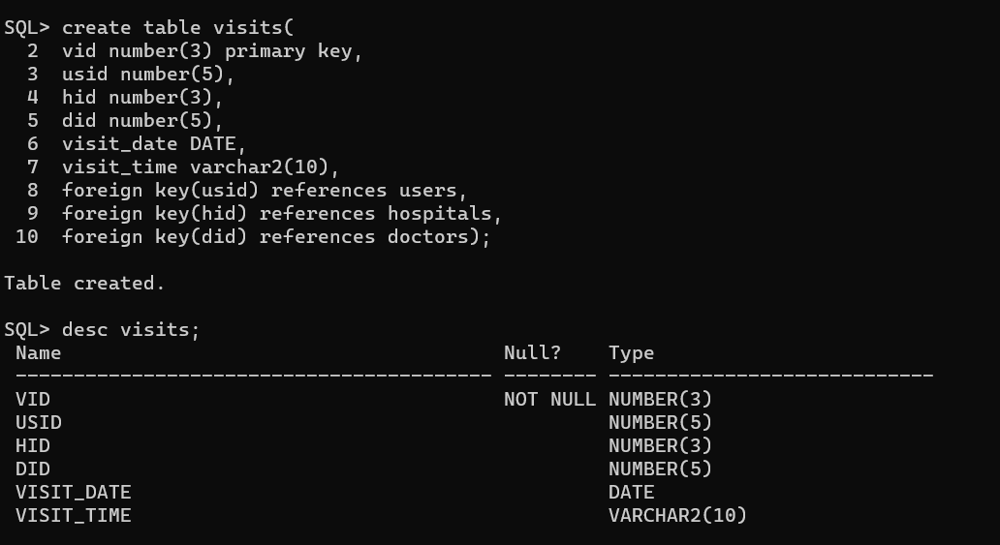 SQL> create table visits(
  2  vid number(3) primary key,
  3  usid number(5),
  4  hid number(3),
  5  did number(5),
  6  visit_date DATE,
  7  visit_time varchar2(10),
  8  foreign key(usid) references users,
  9  foreign key(hid) references hospitals,
 10  foreign key(did) references doctors);
Table created.
SQL> desc visits;
 Name                                      Null?    Type
 ----------------------------------------- -------- ----------------------------
 VID                                       NOT NULL NUMBER(3)
 USID                                               NUMBER(5)
 HID                                                NUMBER(3)
 DID                                                NUMBER(5)
 VISIT_DATE                                         DATE
 VISIT_TIME                                         VARCHAR2(10)